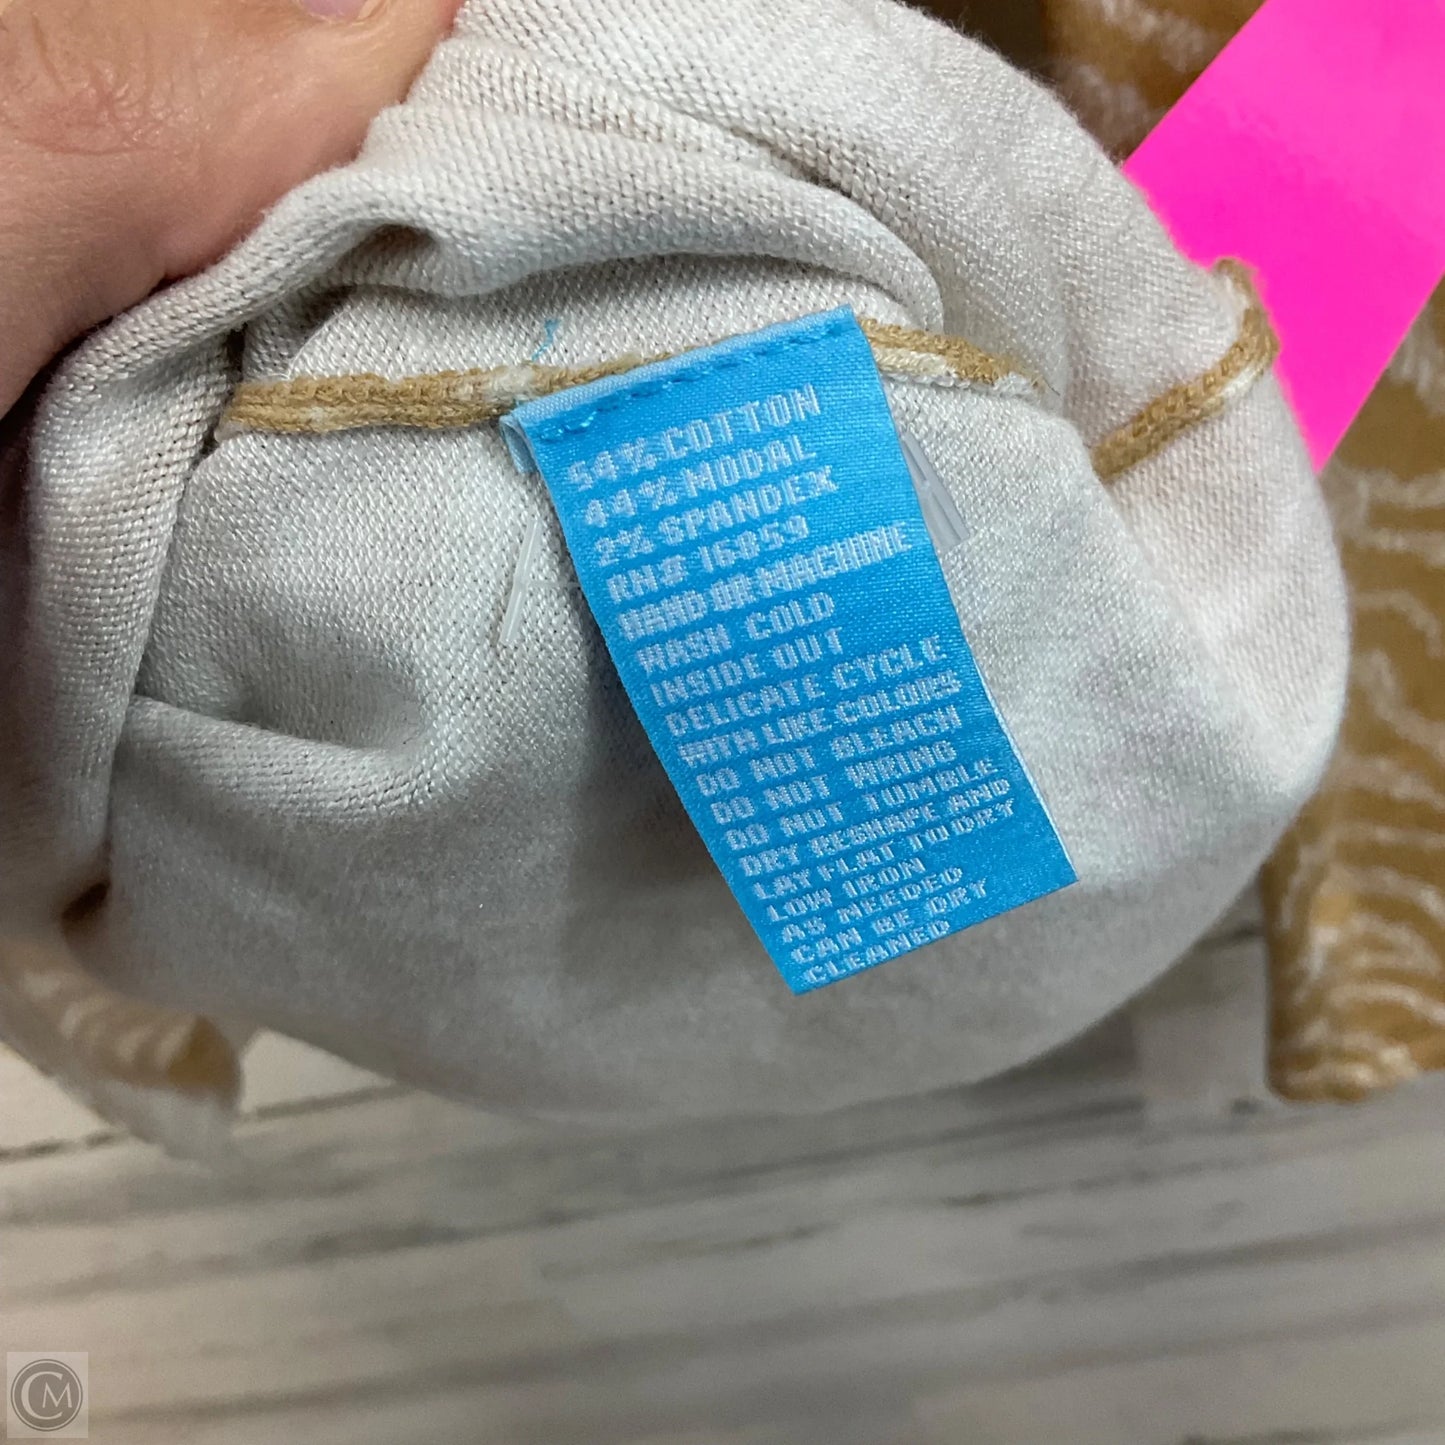 54% COTTON
44% MODAL
2% SPANDEX
RN# 16859
HAND OR MACHINE
WASH COLD
INSIDE OUT
DELICATE CYCLE
WITH LIKE COLORS
DO NOT BLEACH
DO NOT WRING
DO NOT TUMBLE
DRY RESHAPE AND
LAY FLAT TO DRY
LOW IRON
AS NEEDED
CAN BE DRY
CLEANED
CM